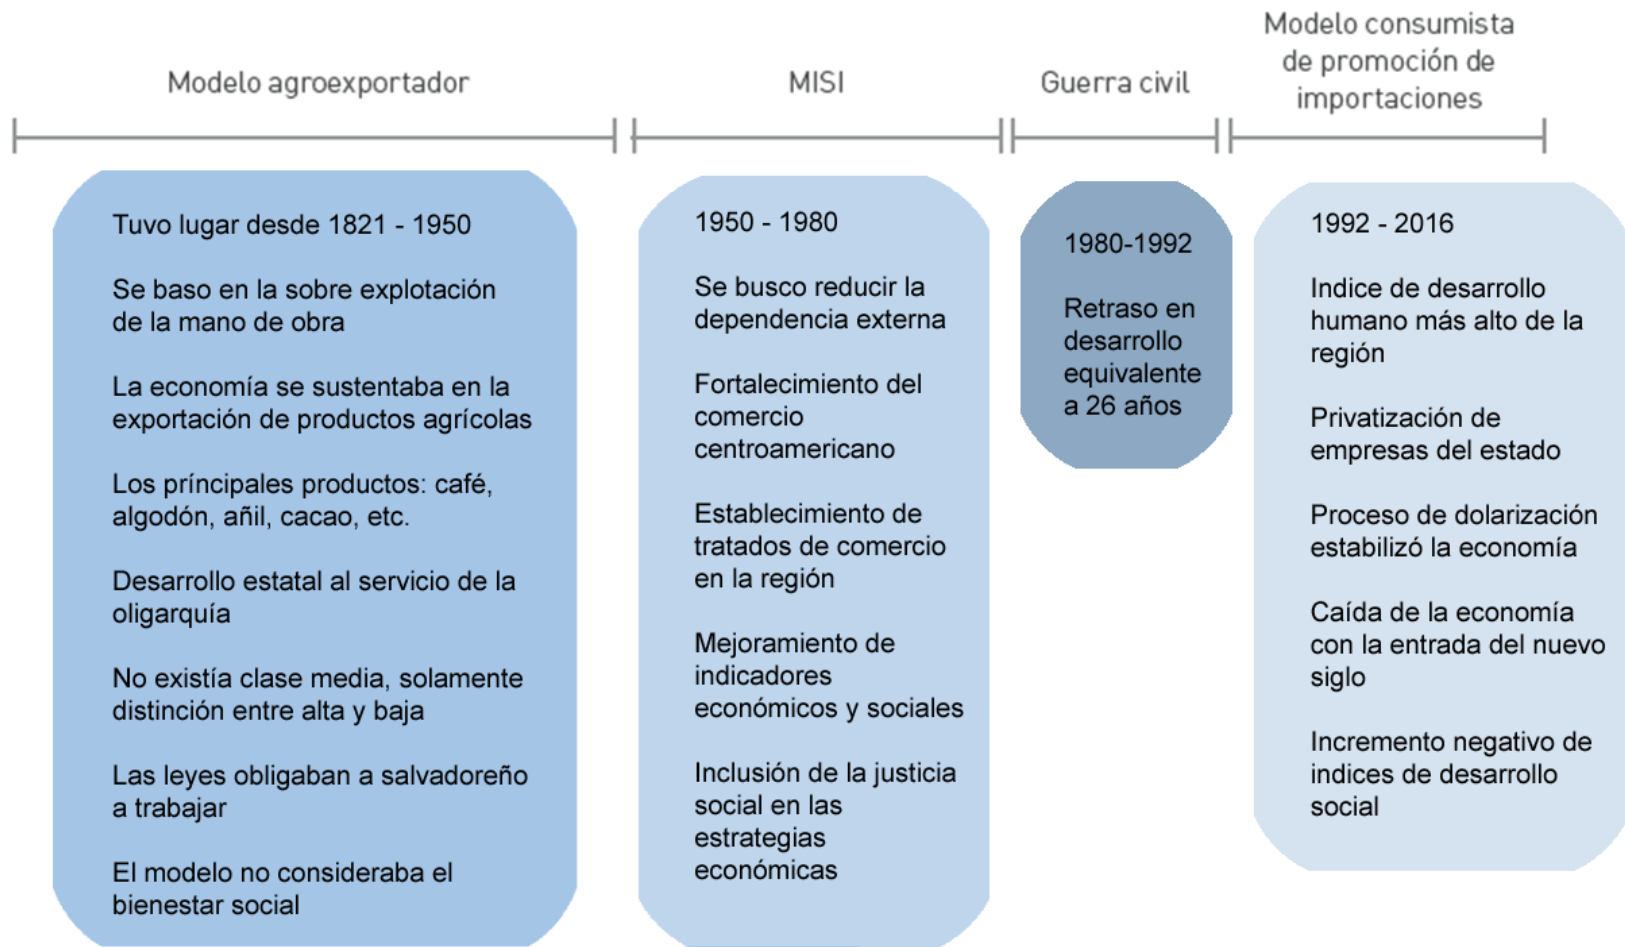 Modelo agroexportador
MISI
Guerra civil
Modelo consumista
de promoción de
importaciones
Tuvo lugar desde 1821 - 1950
Se baso en la sobre explotación
de la mano de obra
La economía se sustentaba en la
exportación de productos agrícolas
Los príncipales productos: café,
algodón, añil, cacao, etc.
Desarrollo estatal al servicio de la
oligarquía
No existía clase media, solamente
distinción entre alta y baja
Las leyes obligaban a salvadoreño
a trabajar
El modelo no consideraba el
bienestar social
1950 - 1980
Se busco reducir la
dependencia externa
Fortalecimiento del
comercio
centroamericano
Establecimiento de
tratados de comercio
en la región
Mejoramiento de
indicadores
económicos y sociales
Inclusión de la justicia
social en las
estrategias
económicas
1980-1992
Retraso en
desarrollo
equivalente
a 26 años
1992 - 2016
Indice de desarrollo
humano más alto de la
región
Privatización de
empresas del estado
Proceso de dolarización
estabilizó la economía
Caída de la economía
con la entrada del nuevo
siglo
Incremento negativo de
indices de desarrollo
social